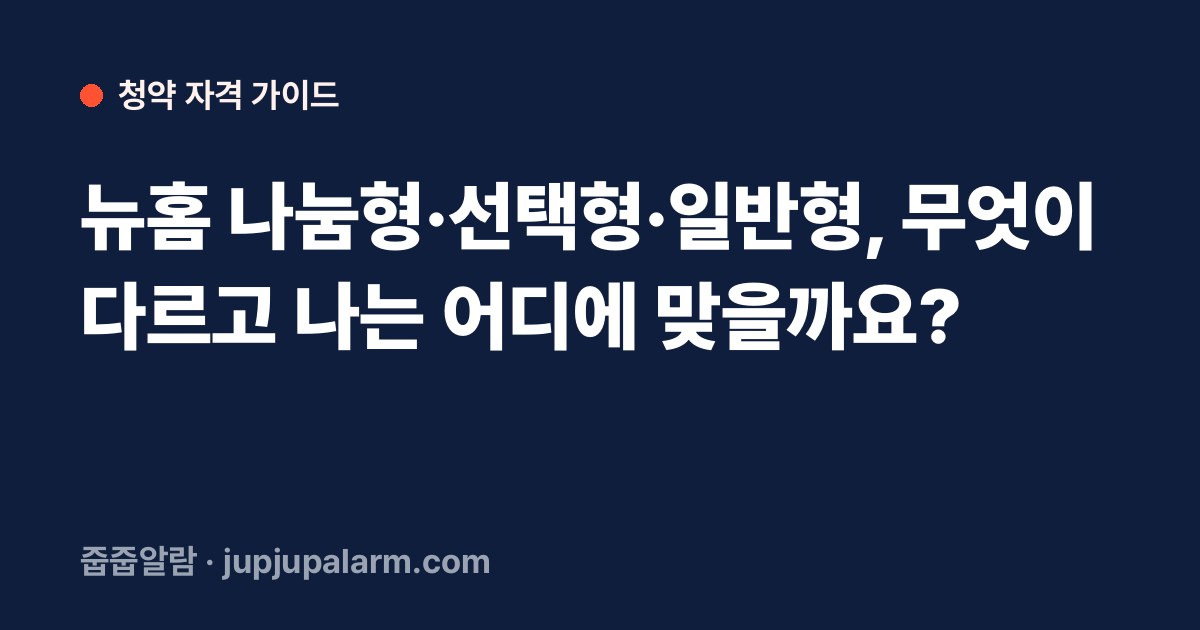 청약 자격 가이드
뉴홈 나눔형·선택형·일반형, 무엇이
다르고 나는 어디에 맞을까요?
줍줍알람 · jupjupalarm.com